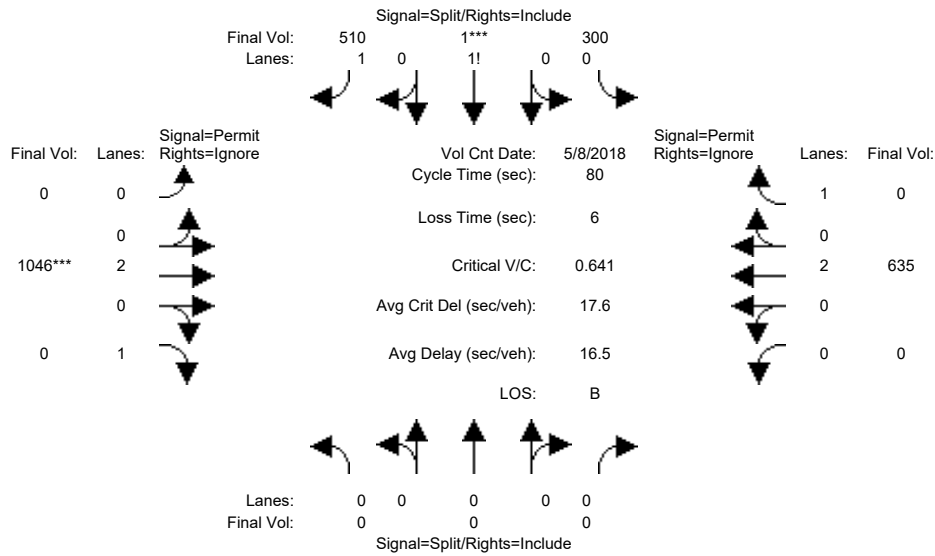 Signal=Split/Rights=Include
Final Vol: 510 1*** 300
Lanes: 1 0 1! 0 0
Signal=Permit
Final Vol: Lanes: Rights=Ignore
Vol Cnt Date: 5/8/2018
Signal=Permit
Rights=Ignore Lanes: Final Vol:
Cycle Time (sec): 80
0 0
1 0
Loss Time (sec): 6
0
0
1046*** 2
Critical V/C: 0.641
2 635
0
Avg Crit Del (sec/veh): 17.6
0
0 1
Avg Delay (sec/veh): 16.5
0 0
LOS: B
Lanes: 0 0 0 0 0
Final Vol: 0 0 0
Signal=Split/Rights=Include